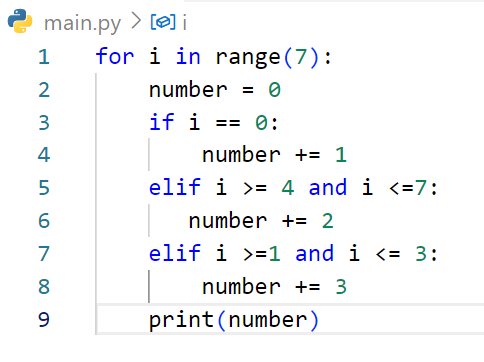 main.py > i
1 for i in range(7):
2     number = 0
3     if i == 0:
4         number += 1
5     elif i >= 4 and i <=7:
6        number += 2
7     elif i >=1 and i <= 3:
8         number += 3
9     print(number)